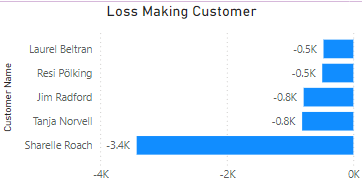 Loss Making Customer
Customer Name
Laurel Beltran -0.5K
Resi Pölking -0.5K
Jim Radford -0.8K
Tanja Norvell -0.8K
Sharelle Roach -3.4K
-4K -2K 0K